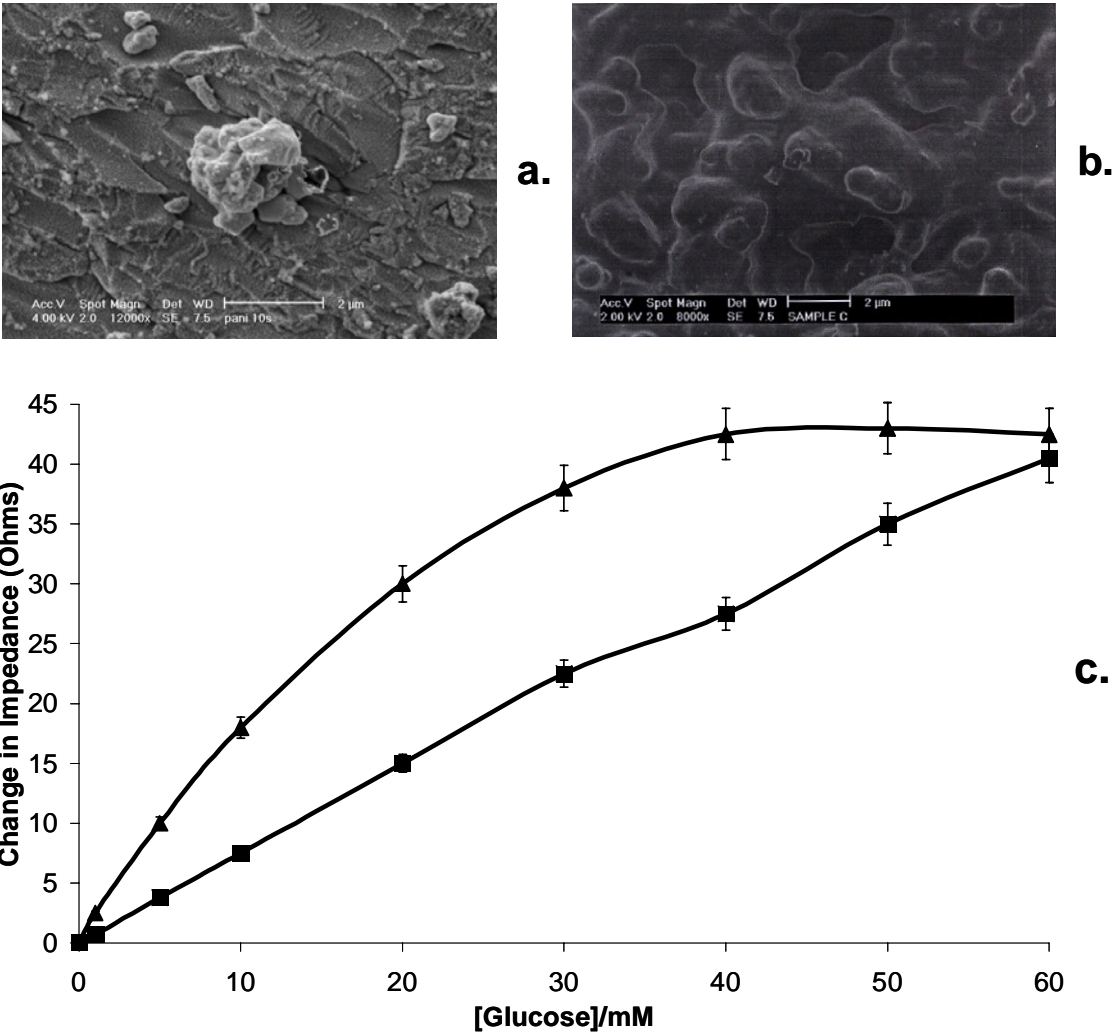 a.
Acc.V Spot Magn Det WD 2 µm
4.00 kV 2.0 12000x SE 7.5 pani 10s
b.
Acc.V Spot Magn Det WD 2 µm
2.00 kV 2.0 8000x SE 7.5 SAMPLE C
45
40
35
30
25
20
15
10
5
0
Change in Impedance (Ohms)
c.
0 10 20 30 40 50 60
[Glucose]/mM